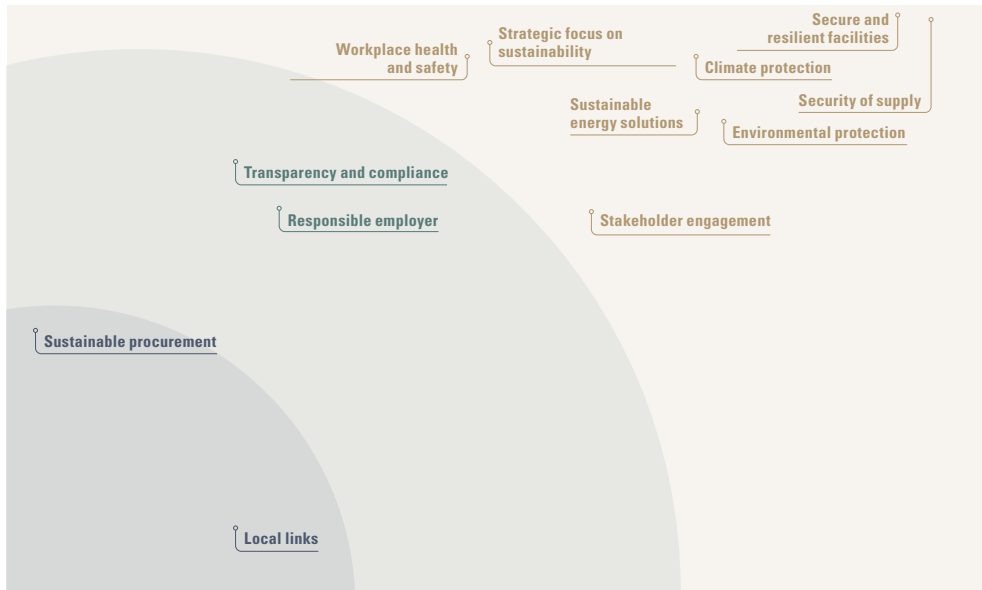 Secure and
resilient facilities
Strategic focus on
sustainability
Workplace health
and safety
Climate protection
Security of supply
Sustainable
energy solutions
Environmental protection
Transparency and compliance
Responsible employer
Stakeholder engagement
Sustainable procurement
Local links